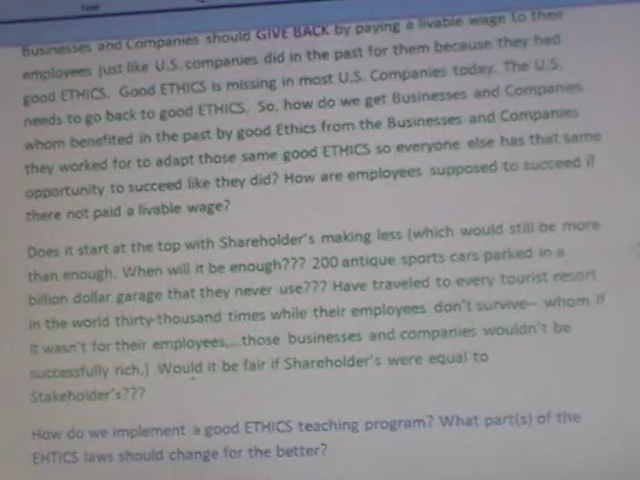 Font
Businesses and Companies should GIVE BACK by paying a livable wage to their
employees just like U.S. companies did in the past for them because they had
good ETHICS. Good ETHICS is missing in most U.S. Companies today. The U.S.
needs to go back to good ETHICS. So, how do we get Businesses and Companies
whom benefited in the past by good Ethics from the Businesses and Companies
they worked for to adapt those same good ETHICS so everyone else has that same
opportunity to succeed like they did? How are employees supposed to succeed if
there not paid a livable wage?
Does it start at the top with Shareholder's making less (which would still be more
than enough. When will it be enough??? 200 antique sports cars parked in a
billion dollar garage that they never use??? Have traveled to every tourist resort
in the world thirty-thousand times while their employees don't survive-- whom if
it wasn't for their employees,...those businesses and companies wouldn't be
successfully rich.) Would it be fair if Shareholder's were equal to
Stakeholder's???
How do we implement a good ETHICS teaching program? What part(s) of the
EHTICS laws should change for the better?